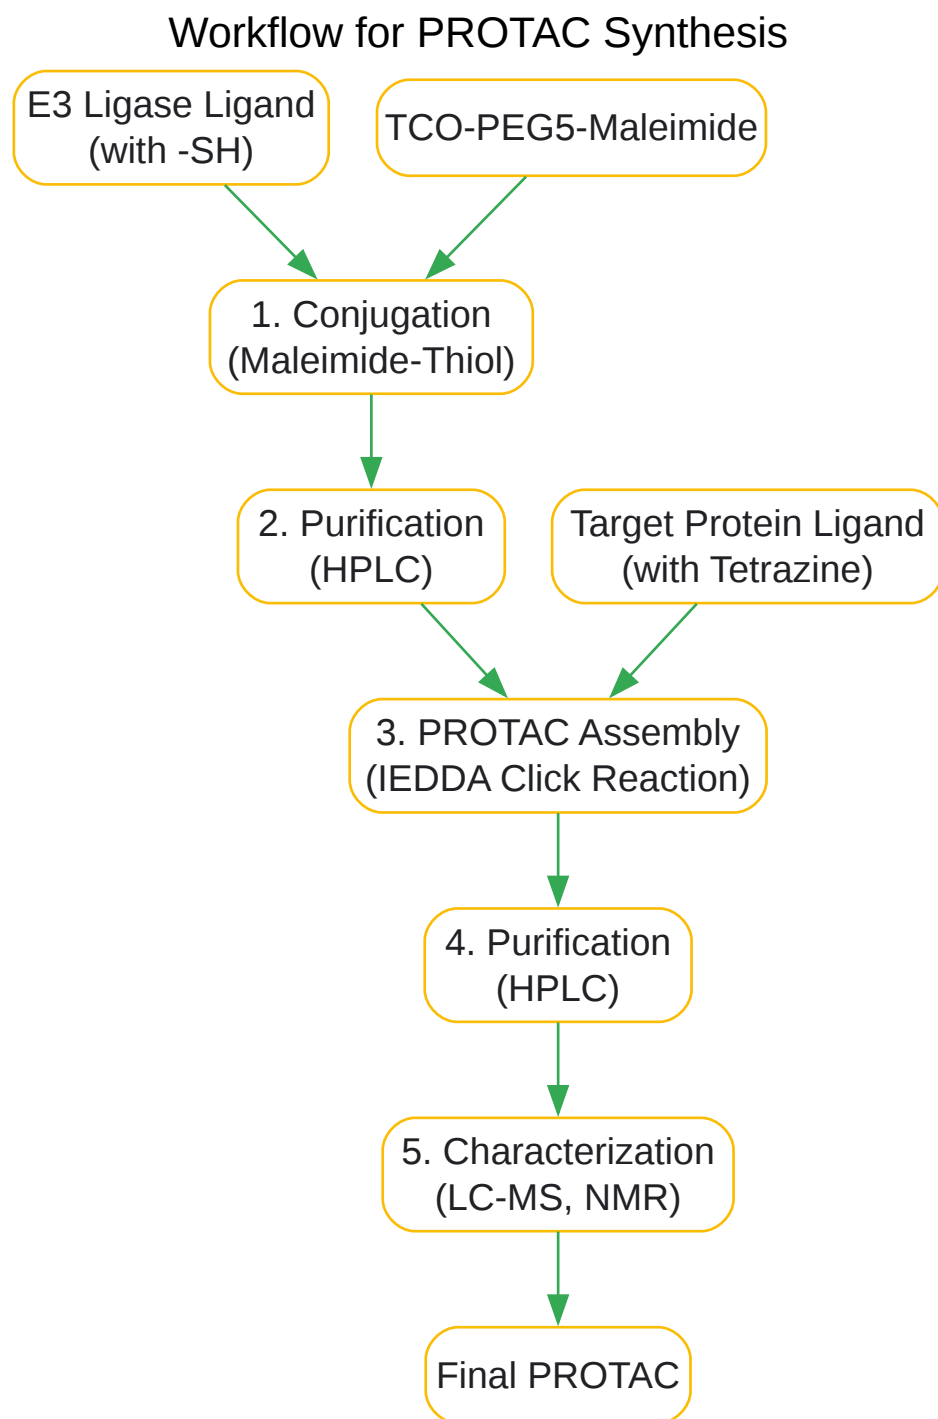 Workflow for PROTAC Synthesis
E3 Ligase Ligand
(with -SH)
TCO-PEG5-Maleimide
1. Conjugation
(Maleimide-Thiol)
2. Purification
(HPLC)
Target Protein Ligand
(with Tetrazine)
3. PROTAC Assembly
(IEDDA Click Reaction)
4. Purification
(HPLC)
5. Characterization
(LC-MS, NMR)
Final PROTAC